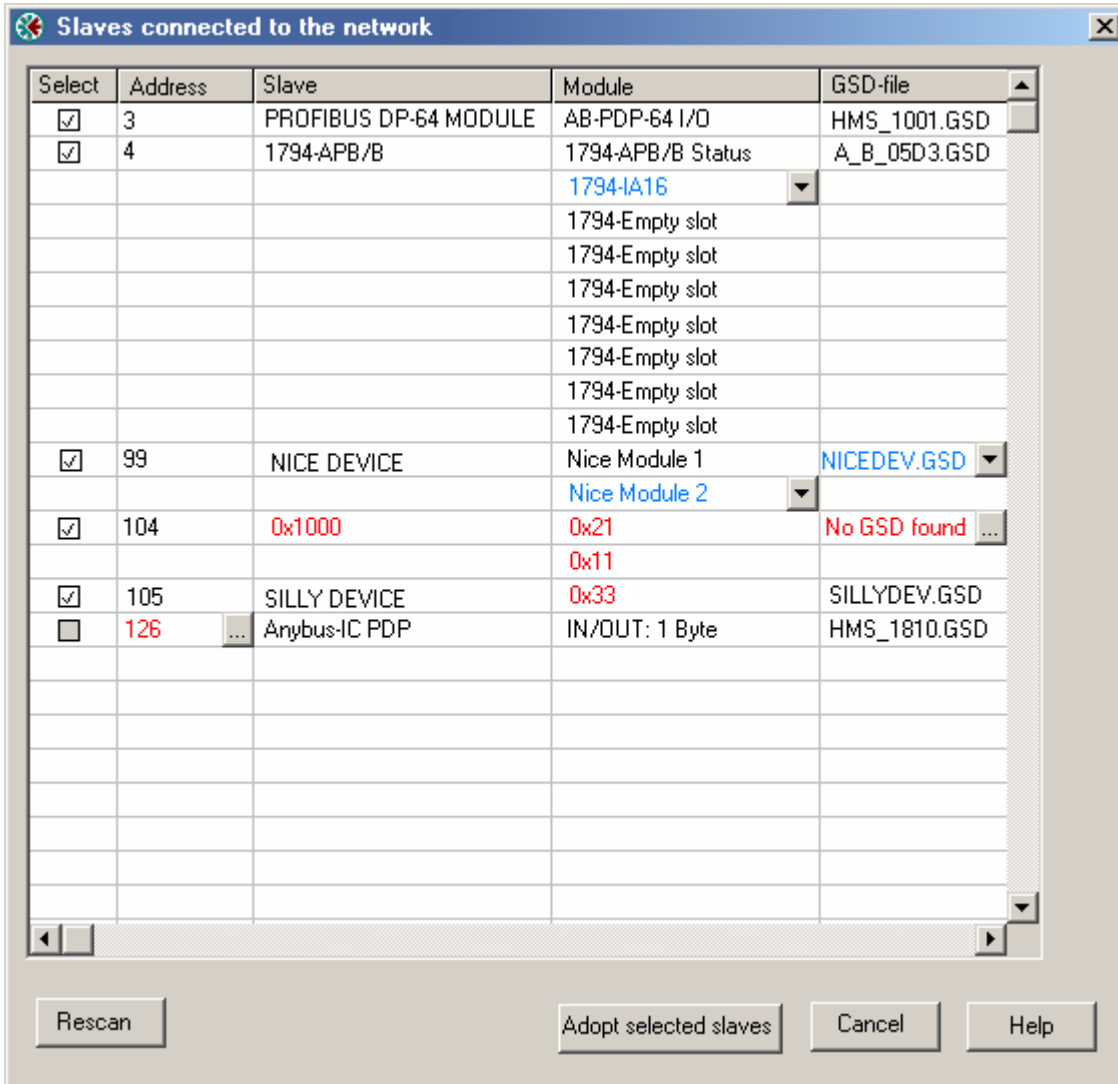 Slaves connected to the network
Select Address Slave Module GSD-file
3 PROFIBUS DP-64 MODULE AB-PDP-64 I/O HMS_1001.GSD
4 1794-APB/B 1794-APB/B Status A_B_05D3.GSD
1794-IA16
1794-Empty slot
1794-Empty slot
1794-Empty slot
1794-Empty slot
1794-Empty slot
1794-Empty slot
1794-Empty slot
99 NICE DEVICE Nice Module 1 NICEDEV.GSD
Nice Module 2
104 0x1000 0x21 No GSD found ...
0x11
105 SILLY DEVICE 0x33 SILLYDEV.GSD
126 ... Anybus-IC PDP IN/OUT: 1 Byte HMS_1810.GSD
Rescan Adopt selected slaves Cancel Help